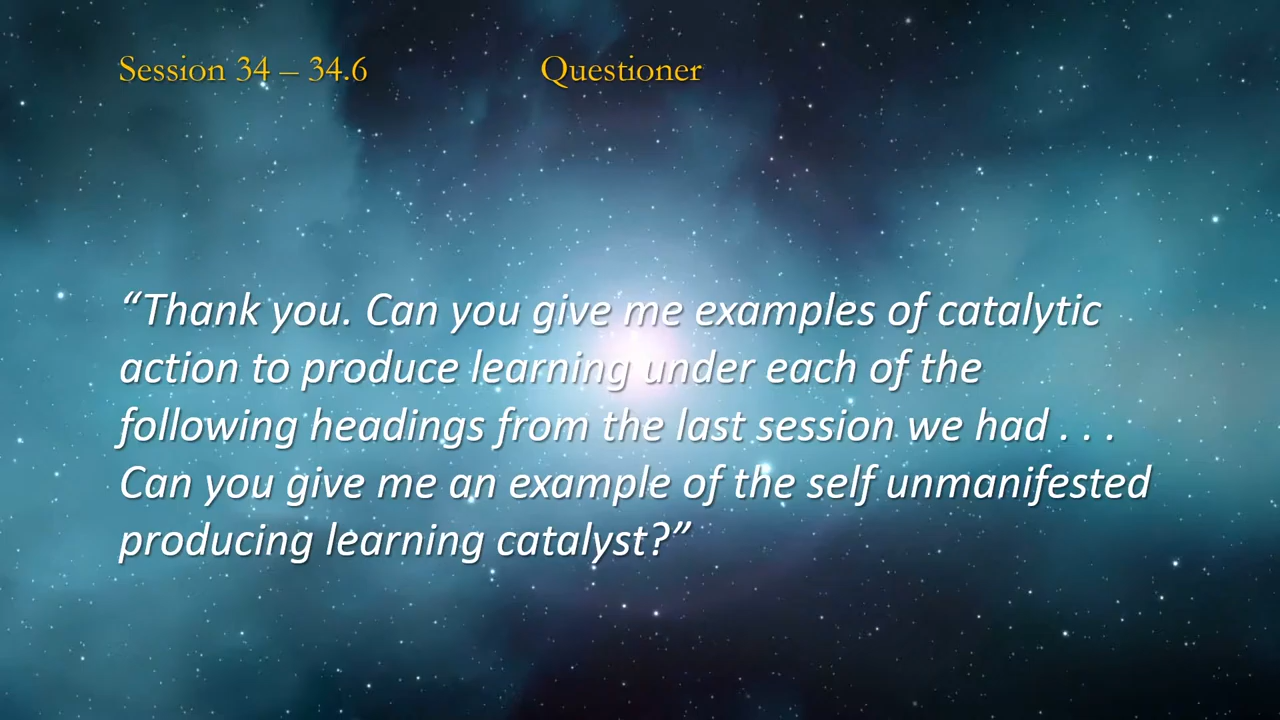 Session 34 – 34.6 Questioner
“Thank you. Can you give me examples of catalytic
action to produce learning under each of the
following headings from the last session we had . . .
Can you give me an example of the self unmanifested
producing learning catalyst?”